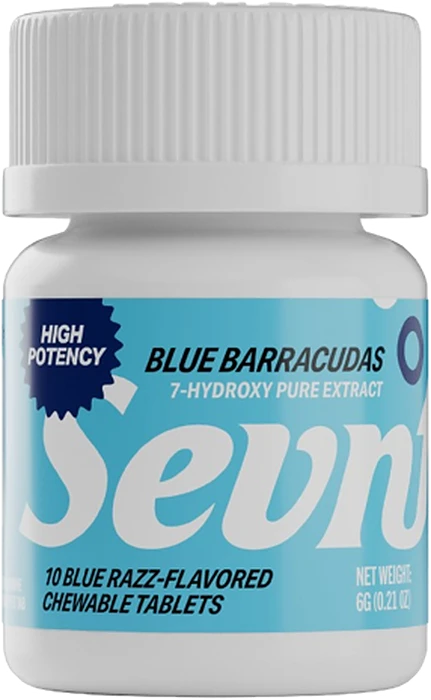 HIGH
POTENCY
BLUE BARRACUDAS
7-HYDROXY PURE EXTRACT
Sevn
10 BLUE RAZZ-FLAVORED
CHEWABLE TABLETS
NET WEIGHT:
6G (0.21 OZ)